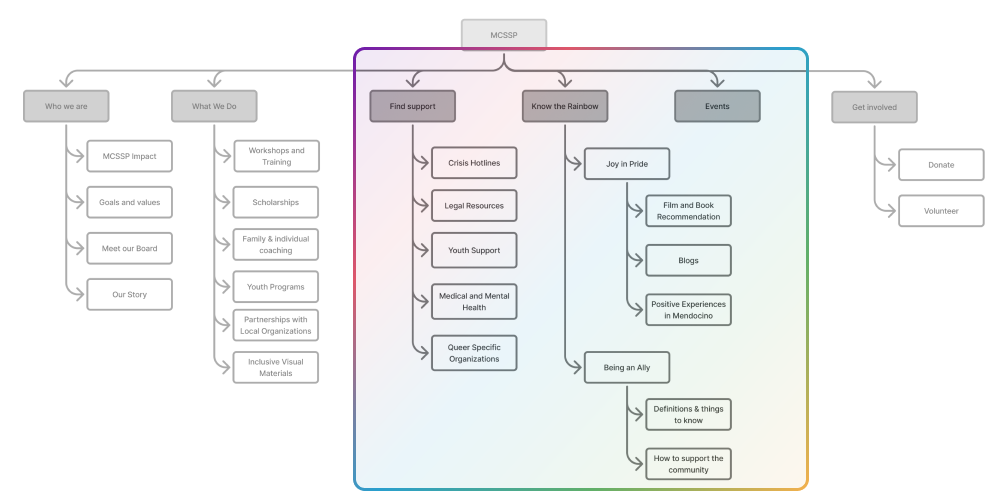 MCSSP
Who we are
MCSSP Impact
Goals and values
Meet our Board
Our Story
What We Do
Workshops and
Training
Scholarships
Family & individual
coaching
Youth Programs
Partnerships with
Local Organizations
Inclusive Visual
Materials
Find support
Crisis Hotlines
Legal Resources
Youth Support
Medical and Mental
Health
Queer Specific
Organizations
Know the Rainbow
Joy in Pride
Film and Book
Recommendation
Blogs
Positive Experiences
in Mendocino
Being an Ally
Definitions & things
to know
How to support the
community
Events
Get involved
Donate
Volunteer